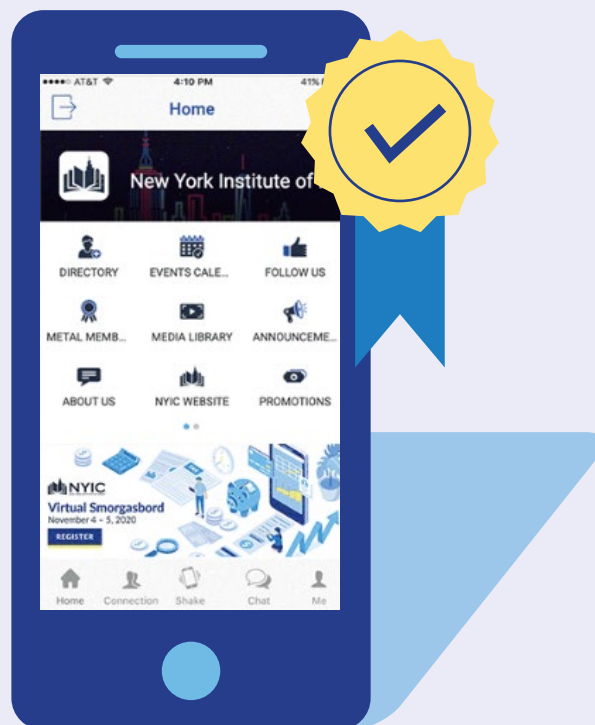 AT&T 4:10 PM 41%
Home
New York Institute of
DIRECTORY EVENTS CALE... FOLLOW US
METAL MEMB... MEDIA LIBRARY ANNOUNCEME...
ABOUT US NYIC WEBSITE PROMOTIONS
NYIC
Virtual Smorgasbord
November 4 – 5, 2020
REGISTER
Home Connection Shake Chat Me